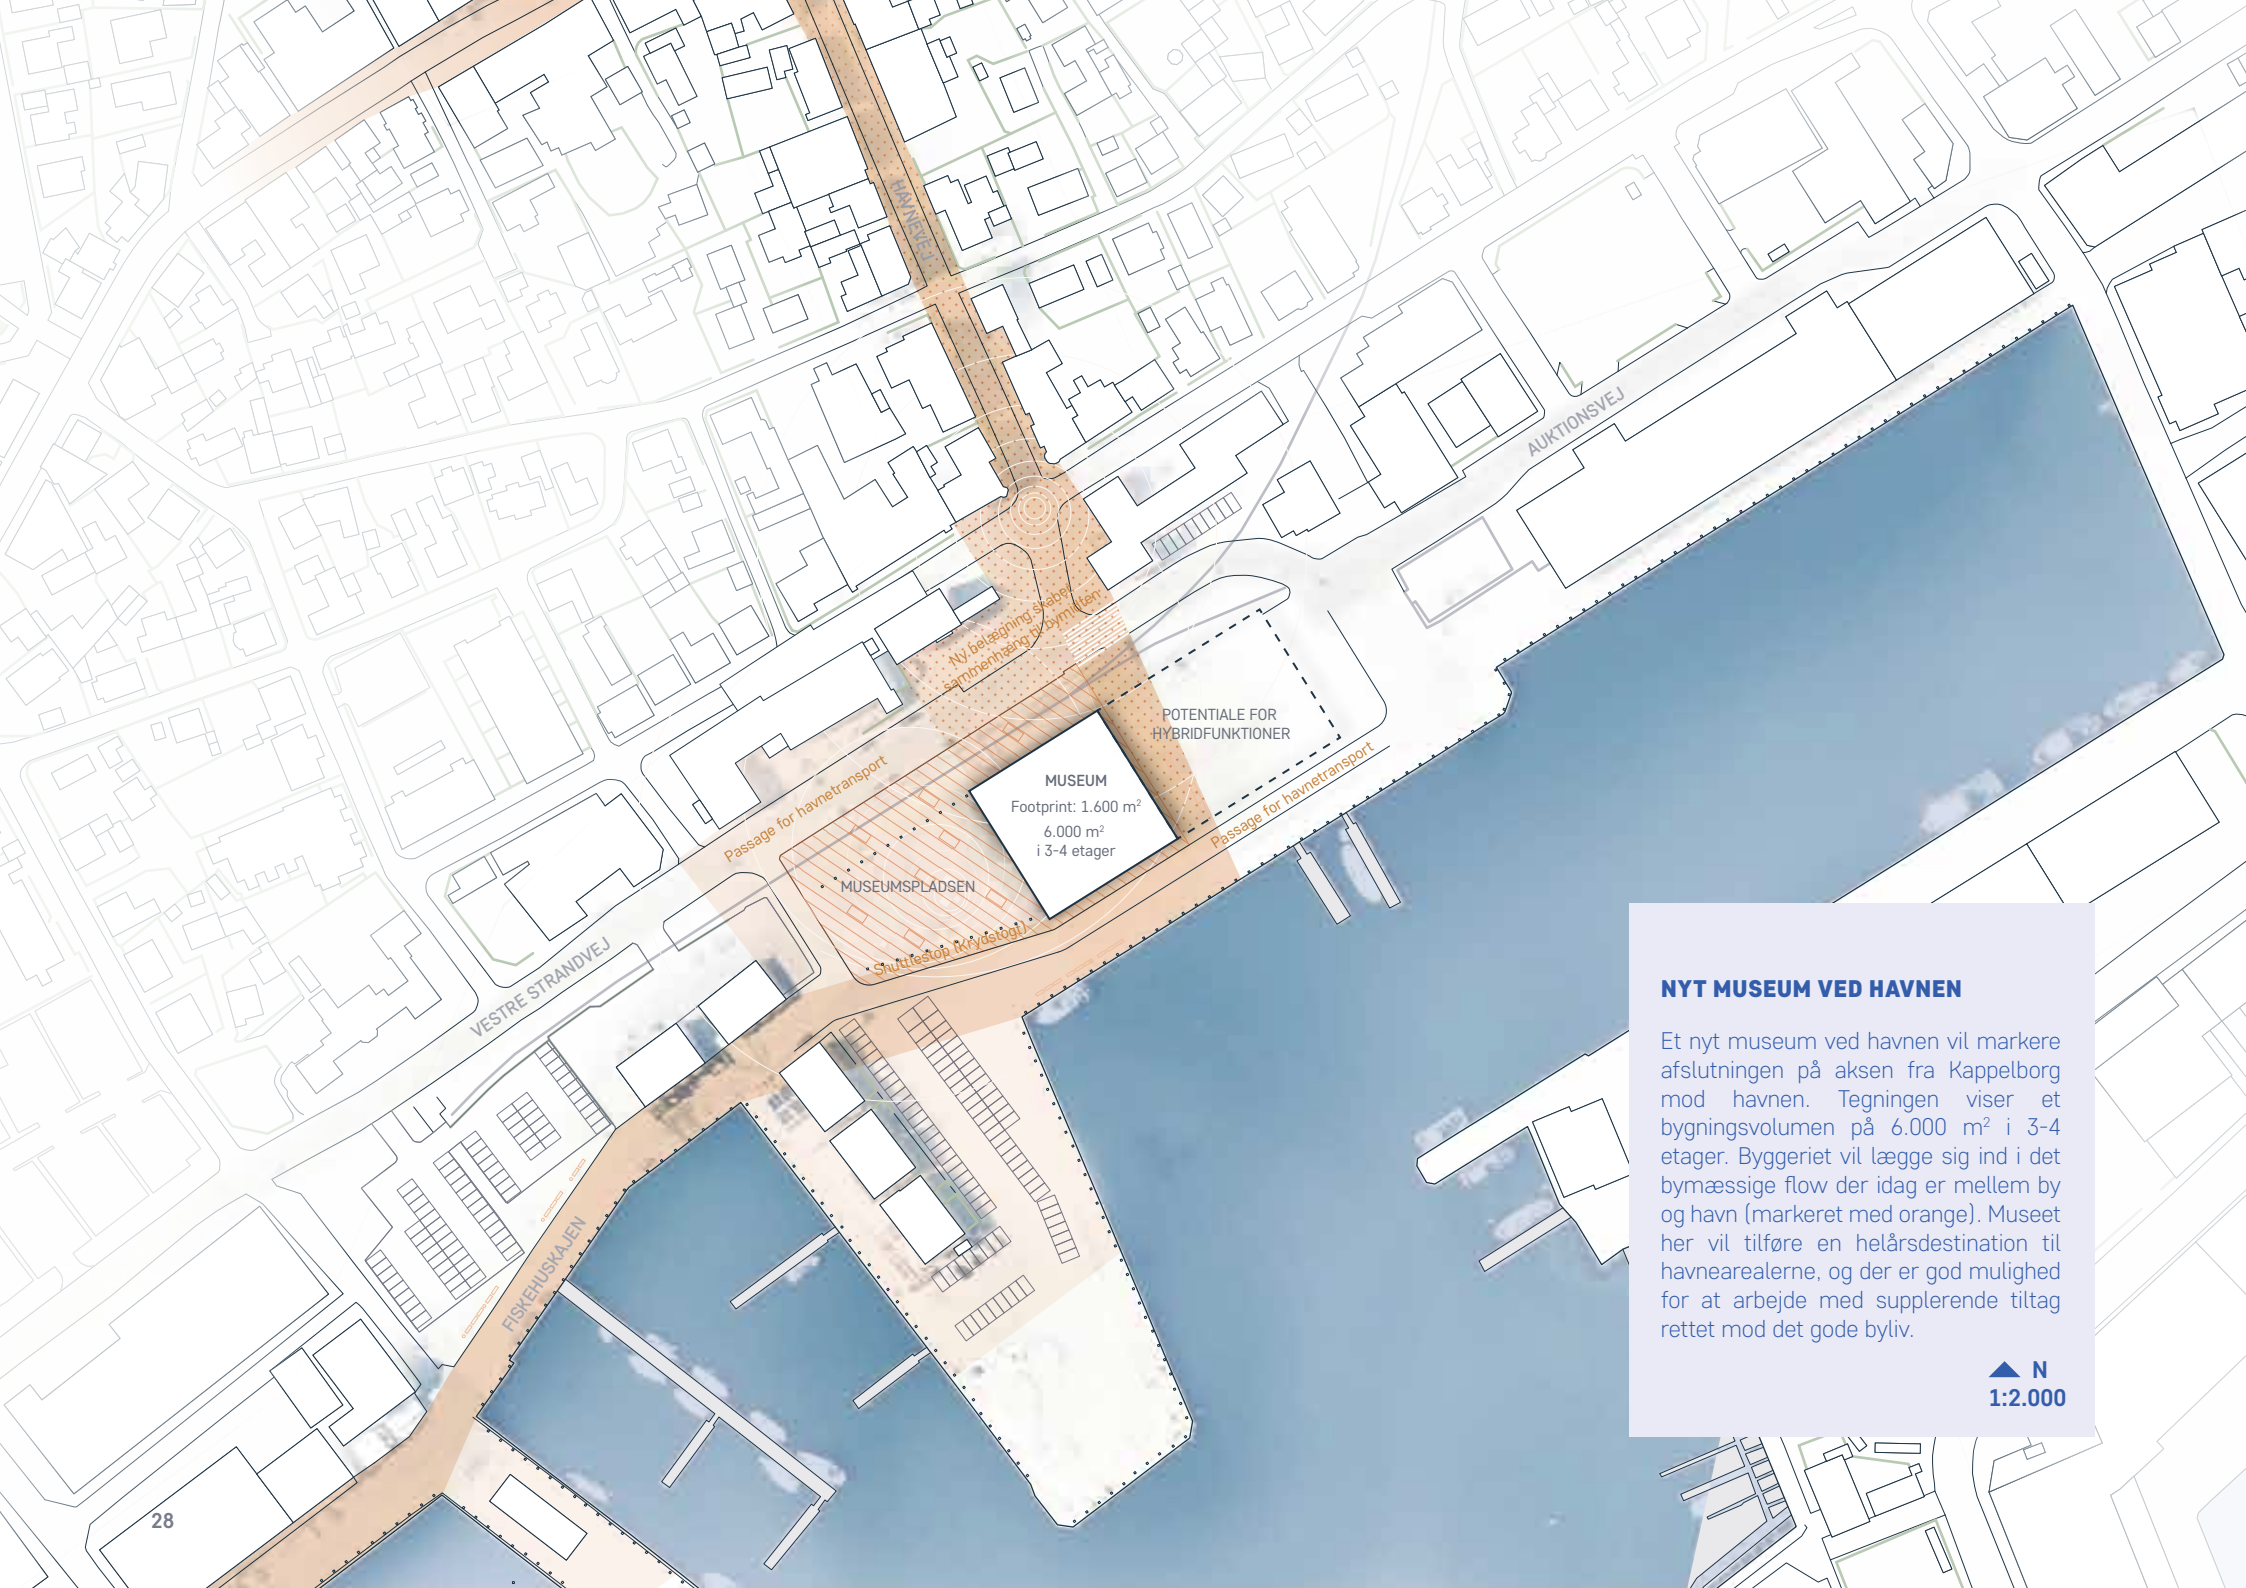 HAVNEVEJ
AUKTIONSVEJ
Ny belægning skaber
sammenhæng til bymidten
POTENTIALE FOR
HYBRIDFUNKTIONER
Passage for havnetransport
Passage for havnetransport
MUSEUM
Footprint: 1.600 m²
6.000 m²
i 3-4 etager
MUSEUMSPLADSEN
Shuttlestop (Krydstogt)
VESTRE STRANDVEJ
FISKEHUSKAJEN
NYT MUSEUM VED HAVNEN
Et nyt museum ved havnen vil markere
afslutningen på aksen fra Kappelborg
mod havnen. Tegningen viser et
bygningsvolumen på 6.000 m² i 3-4
etager. Byggeriet vil lægge sig ind i det
bymæssige flow der idag er mellem by
og havn (markeret med orange). Museet
her vil tilføre en helårsdestination til
havnearealerne, og der er god mulighed
for at arbejde med supplerende tiltag
rettet mod det gode byliv.
N
1:2.000
28